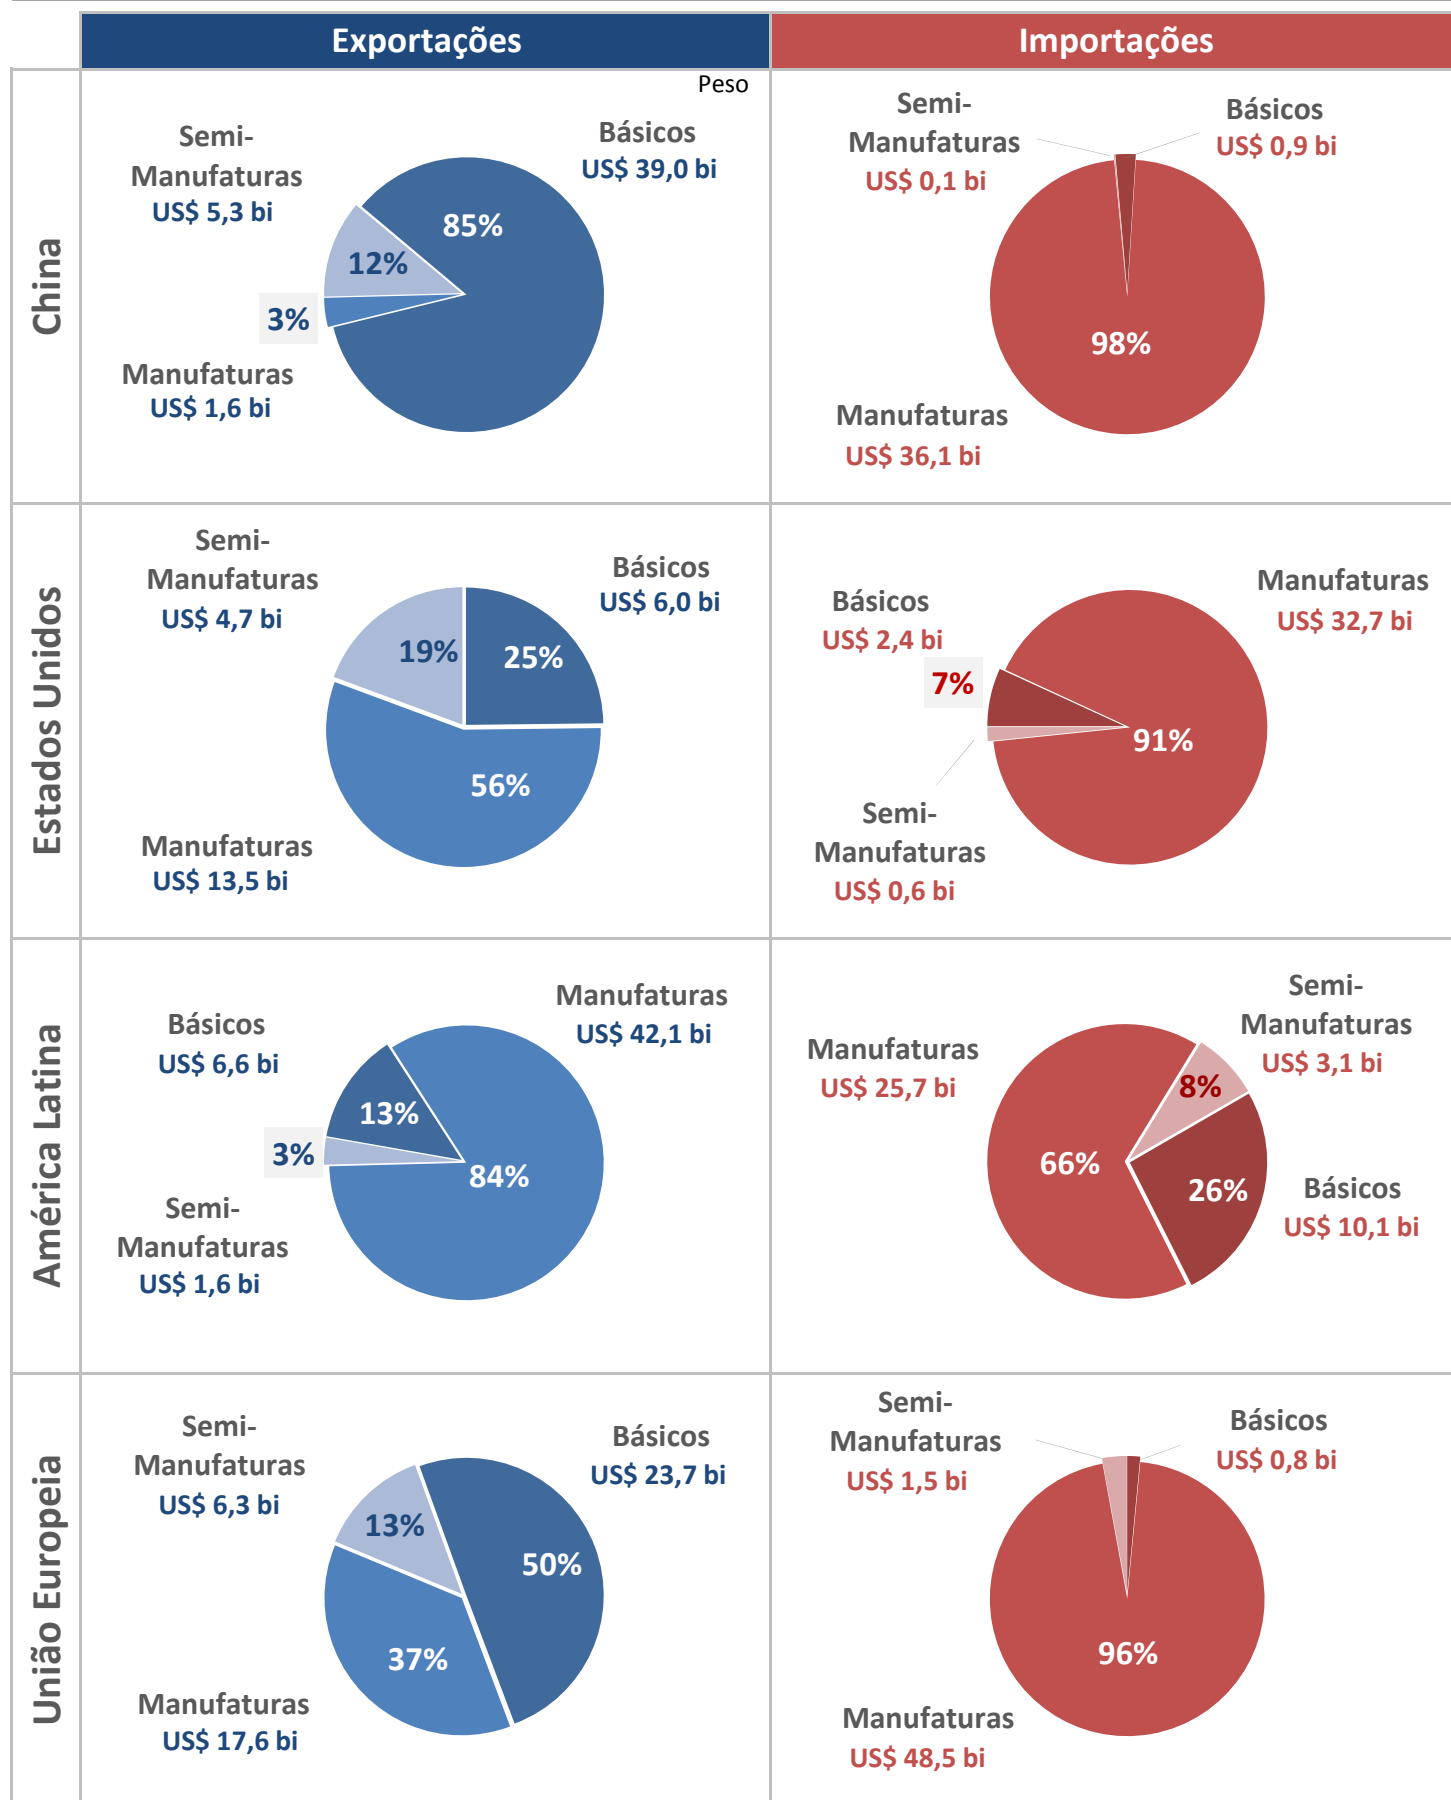 Exportações
Importações
China
Peso
Semi-
Manufaturas
US$ 5,3 bi
Básicos
US$ 39,0 bi
85%
12%
3%
Manufaturas
US$ 1,6 bi
Semi-
Manufaturas
US$ 0,1 bi
Básicos
US$ 0,9 bi
98%
Manufaturas
US$ 36,1 bi
Estados Unidos
Semi-
Manufaturas
US$ 4,7 bi
Básicos
US$ 6,0 bi
19%
25%
56%
Manufaturas
US$ 13,5 bi
Manufaturas
US$ 32,7 bi
Básicos
US$ 2,4 bi
7%
91%
Semi-
Manufaturas
US$ 0,6 bi
América Latina
Manufaturas
US$ 42,1 bi
Básicos
US$ 6,6 bi
13%
3%
84%
Semi-
Manufaturas
US$ 1,6 bi
Semi-
Manufaturas
US$ 3,1 bi
Manufaturas
US$ 25,7 bi
8%
66%
26%
Básicos
US$ 10,1 bi
União Europeia
Semi-
Manufaturas
US$ 6,3 bi
Básicos
US$ 23,7 bi
13%
50%
37%
Manufaturas
US$ 17,6 bi
Semi-
Manufaturas
US$ 1,5 bi
Básicos
US$ 0,8 bi
96%
Manufaturas
US$ 48,5 bi